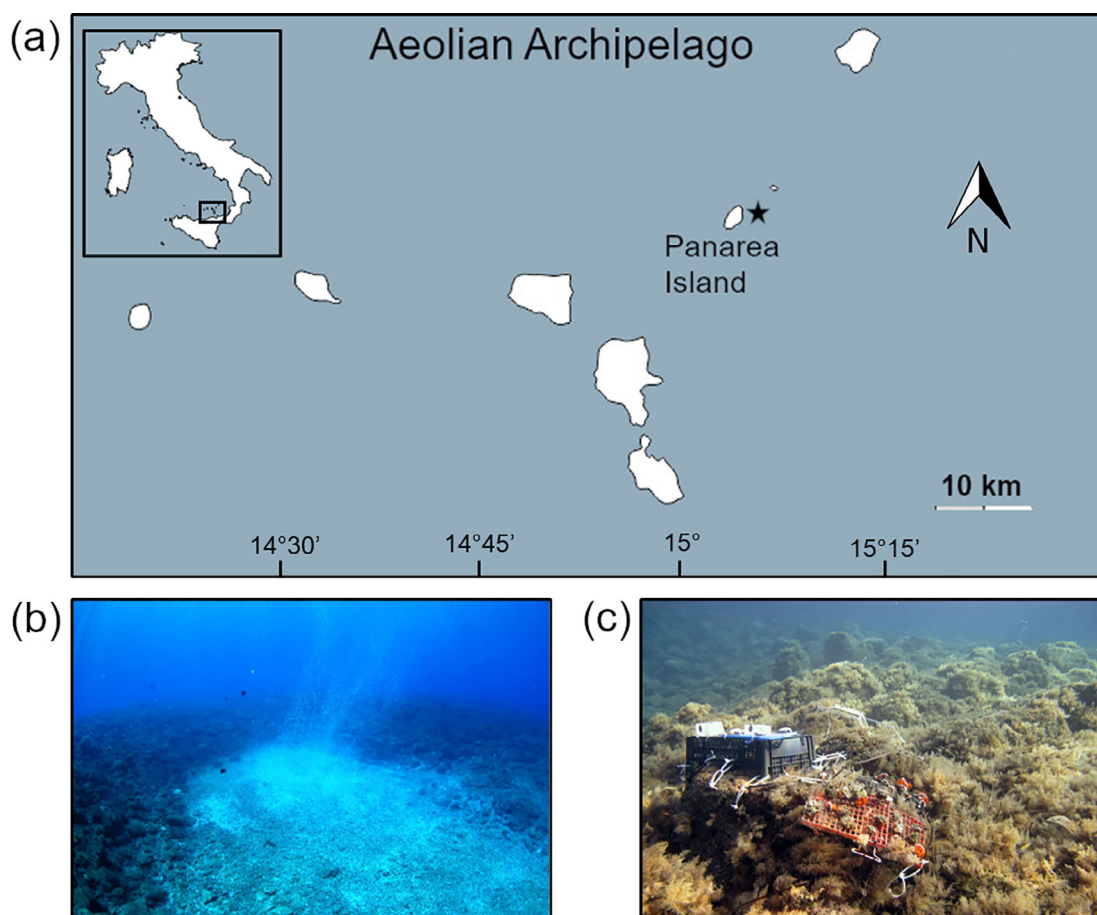 (a)
Aeolian Archipelago
N
Panarea
Island
10 km
14°30’
14°45’
15°
15°15’
(b)
(c)